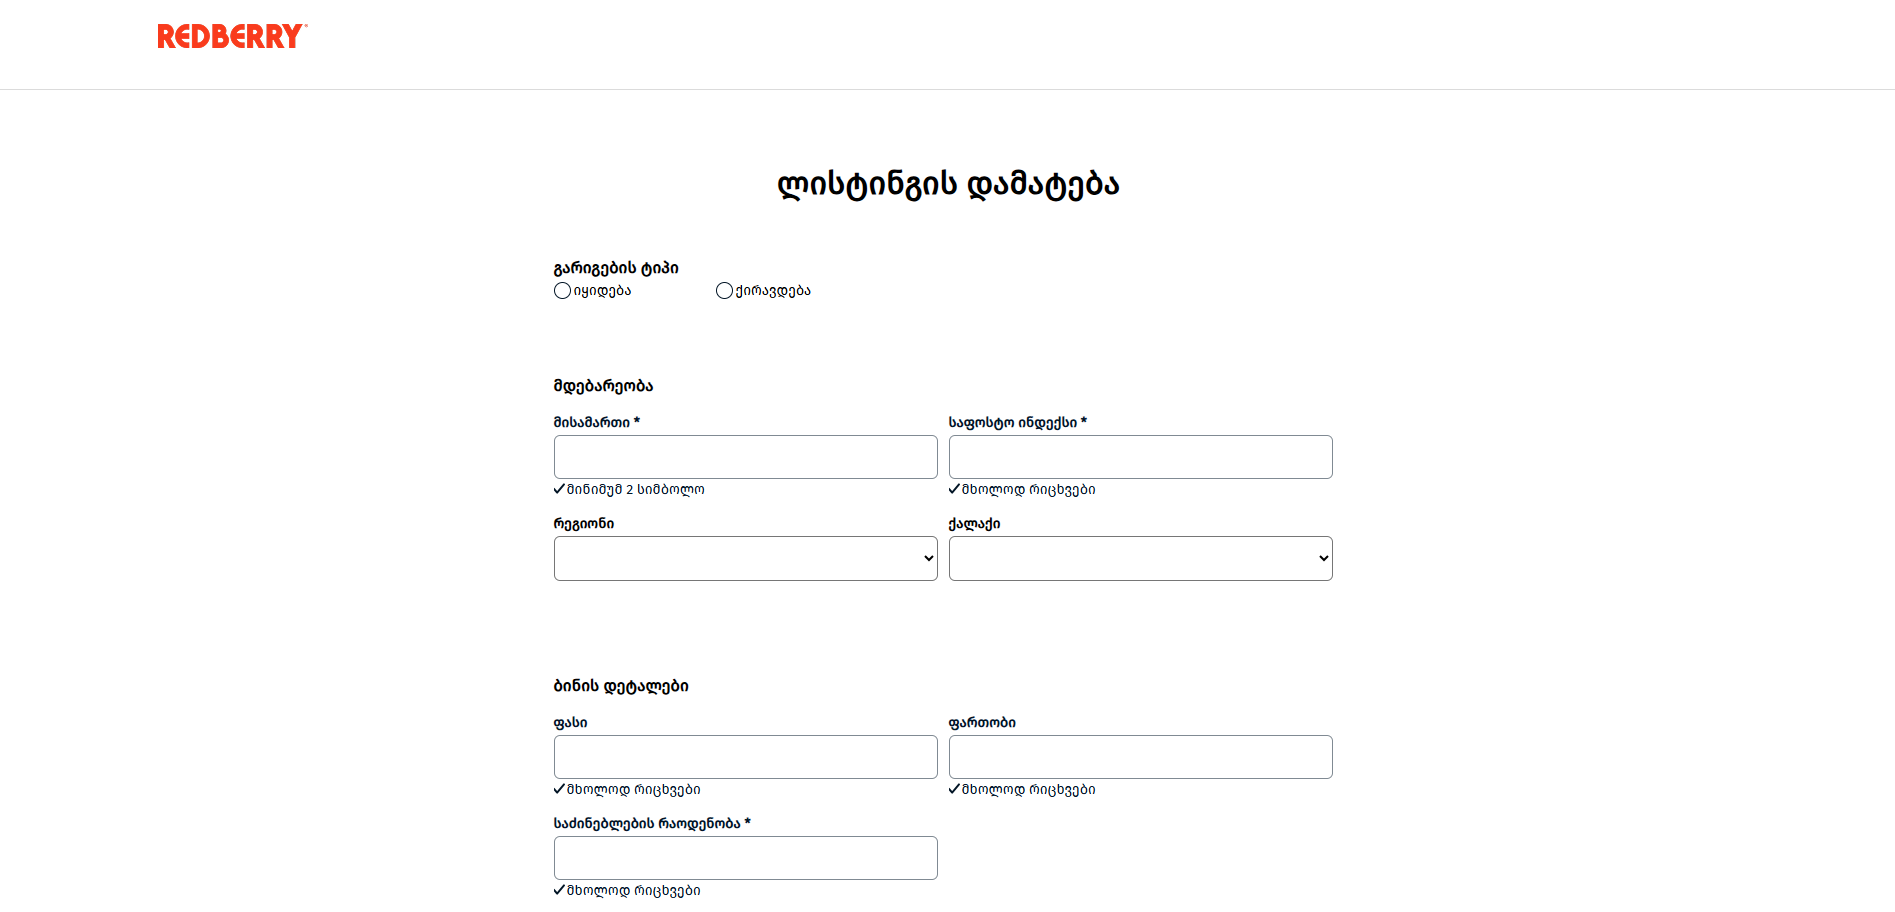 REDBERRY
ლისტინგის დამატება
გარიგების ტიპი
იყიდება ქირავდება
მდებარეობა
მისამართი * საფოსტო ინდექსი *
✓მინიმუმ 2 სიმბოლო ✓მხოლოდ რიცხვები
რეგიონი ქალაქი
ბინის დეტალები
ფასი ფართობი
✓მხოლოდ რიცხვები ✓მხოლოდ რიცხვები
საძინებლების რაოდენობა *
✓მხოლოდ რიცხვები